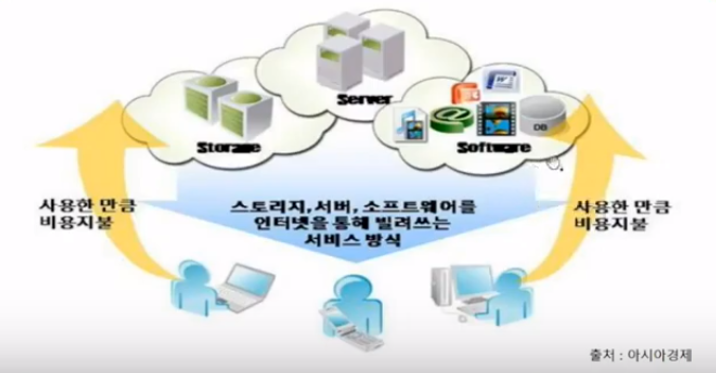 Server
Storage
DB
Software
사용한 만큼
비용지불
스토리지, 서버, 소프트웨어를
인터넷을 통해 빌려쓰는
서비스 방식
사용한 만큼
비용지불
출처 : 아시아경제